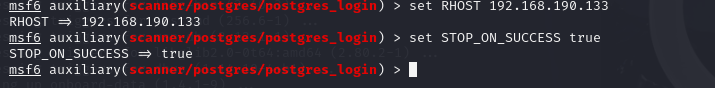 msf6 auxiliary(scanner/postgres/postgres_login) > set RHOST 192.168.190.133
RHOST => 192.168.190.133
msf6 auxiliary(scanner/postgres/postgres_login) > set STOP_ON_SUCCESS true
STOP_ON_SUCCESS => true
msf6 auxiliary(scanner/postgres/postgres_login) >